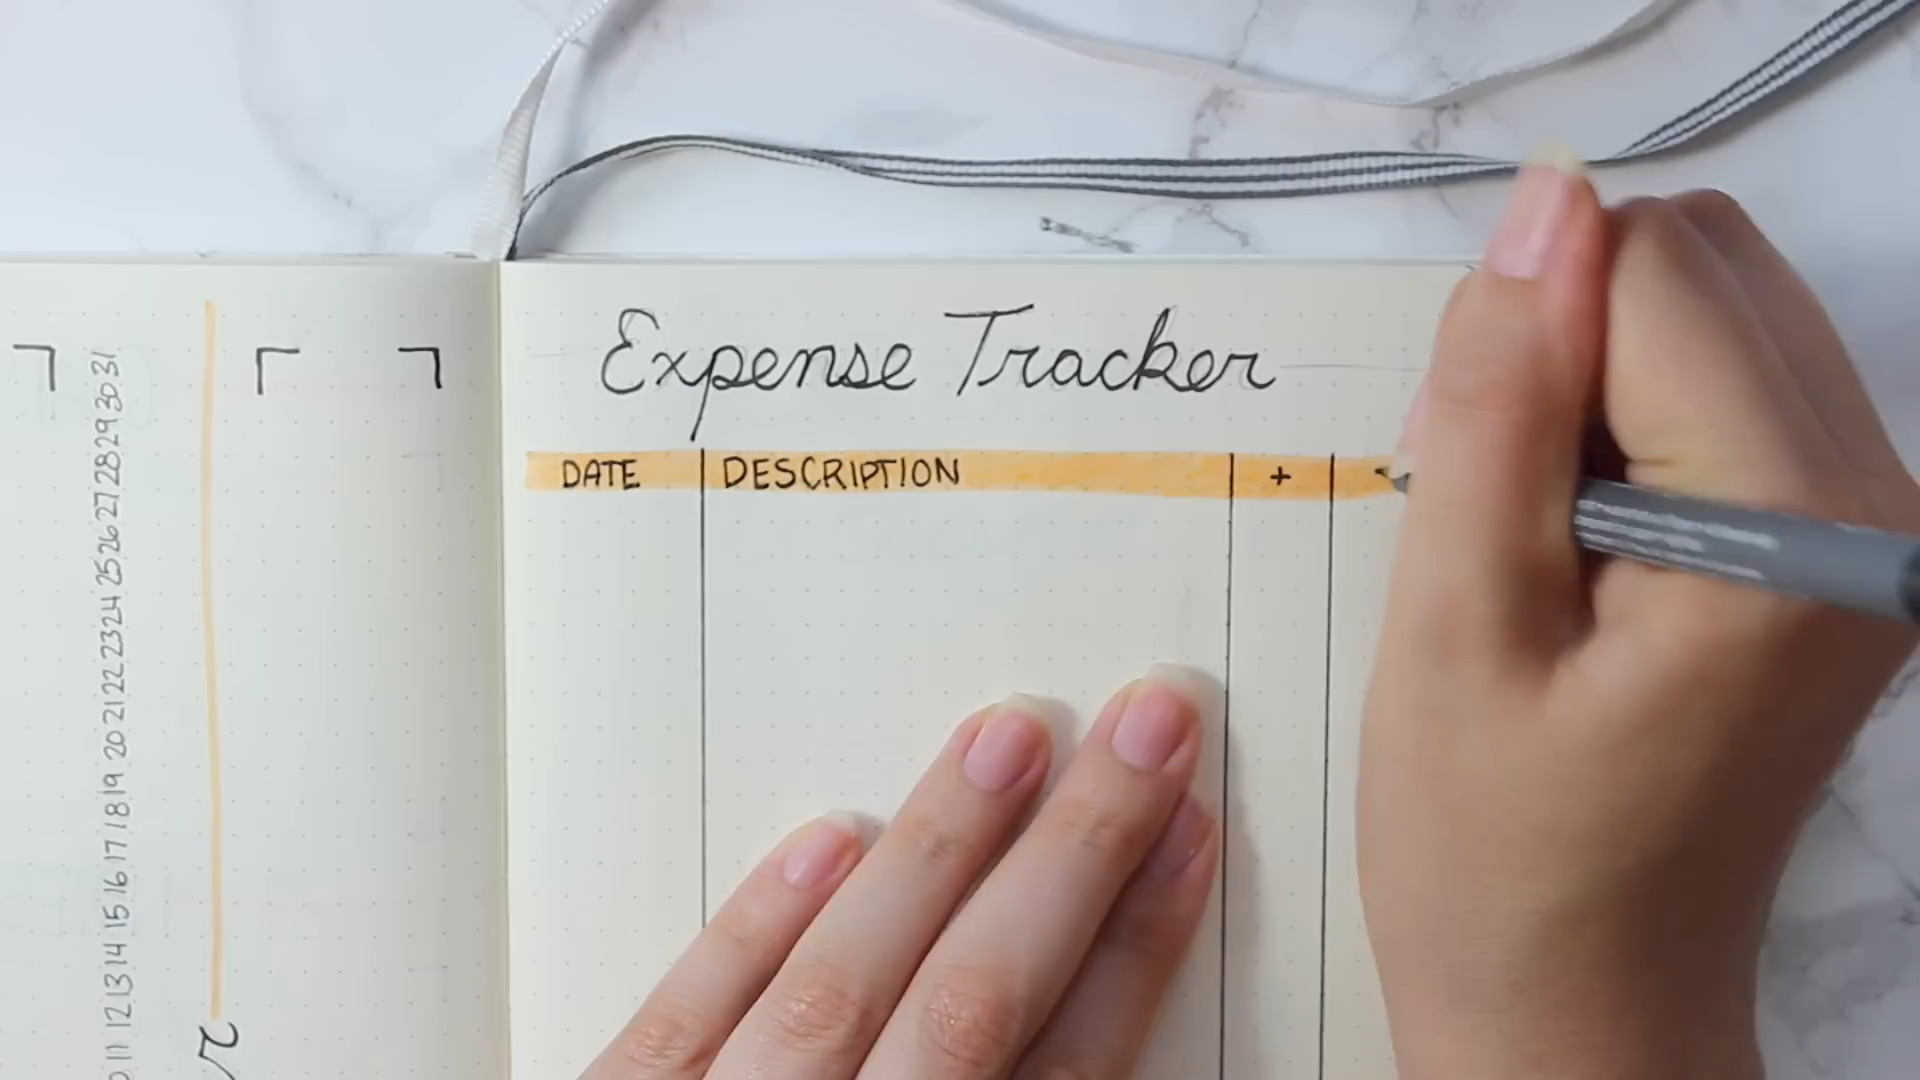 Expense Tracker
DATE DESCRIPTION +
11 12 13 14 15 16 17 18 19 20 21 22 23 24 25 26 27 28 29 30 31